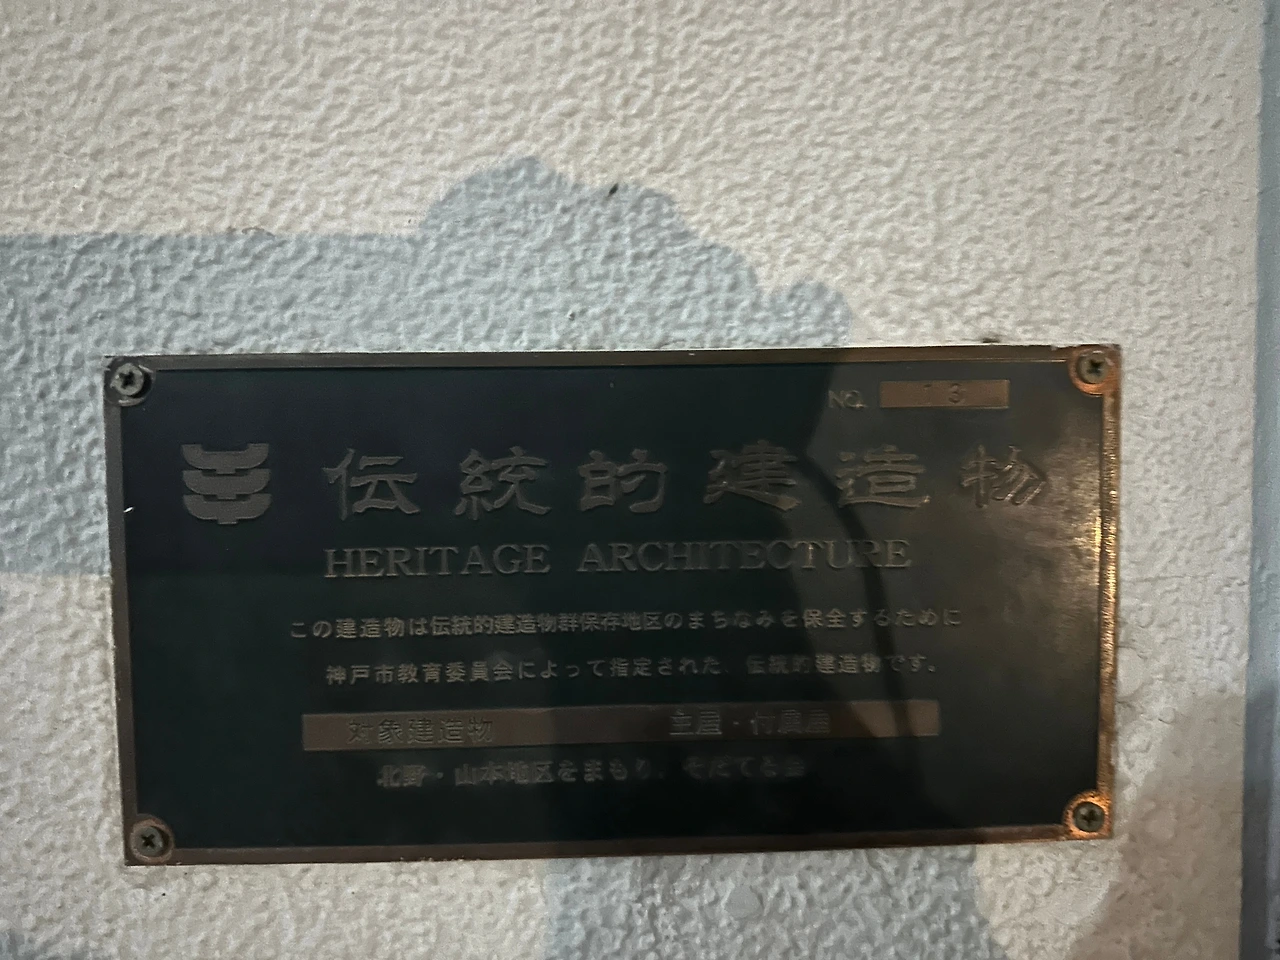 NO. 13
伝統的建造物
HERITAGE ARCHITECTURE
この建造物は伝統的建造物群保存地区のまちなみを保全するために
神戸市教育委員会によって指定された、伝統的建造物です。
対象建造物 主屋・付属屋
北野・山本地区をまもり、そだてる会